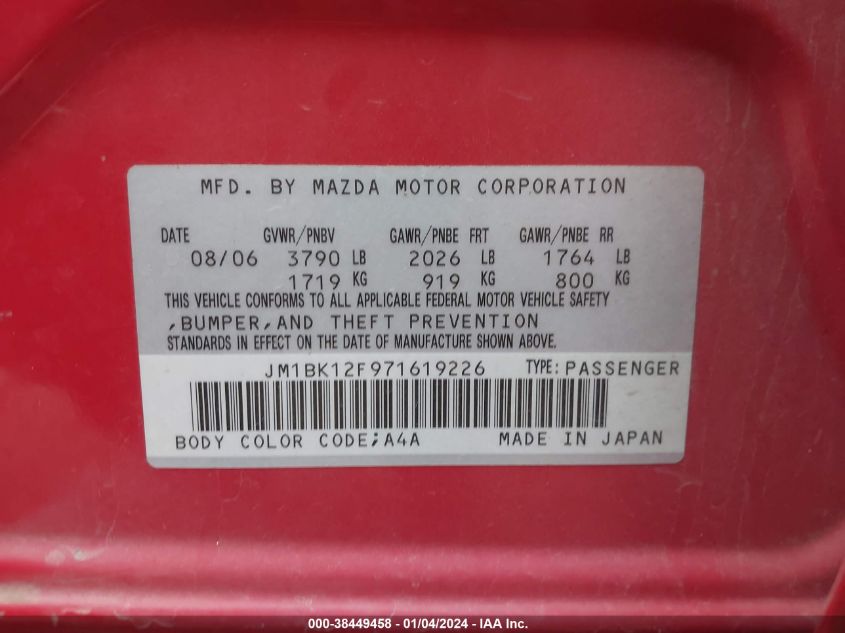 MFD. BY MAZDA MOTOR CORPORATION
DATE GVWR/PNBV GAWR/PNBE FRT GAWR/PNBE RR
08/06 3790 LB 2026 LB 1764 LB
1719 KG 919 KG 800 KG
THIS VEHICLE CONFORMS TO ALL APPLICABLE FEDERAL MOTOR VEHICLE SAFETY
,BUMPER,AND THEFT PREVENTION
STANDARDS IN EFFECT ON THE DATE OF MANUFACTURE SHOWN ABOVE.
JM1BK12F971619226 TYPE: PASSENGER
BODY COLOR CODE;A4A MADE IN JAPAN
000-38449458 - 01/04/2024 - IAA Inc.